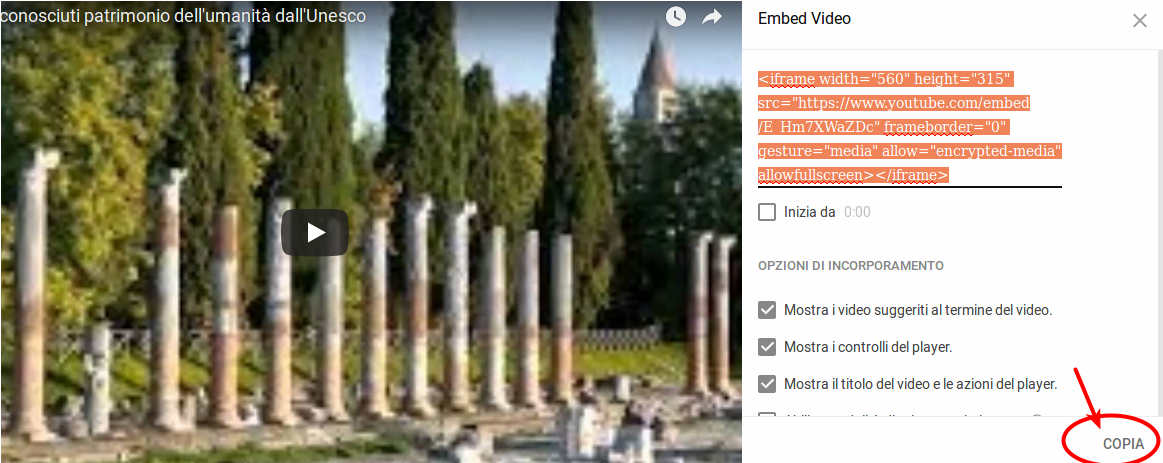 conosciuti patrimonio dell'umanità dall'Unesco
Embed Video
<iframe width="560" height="315"
src="https://www.youtube.com/embed
/E_Hm7XWaZDc" frameborder="0"
gesture="media" allow="encrypted-media"
allowfullscreen></iframe>
Inizia da 0:00
OPZIONI DI INCORPORAMENTO
Mostra i video suggeriti al termine del video.
Mostra i controlli del player.
Mostra il titolo del video e le azioni del player.
COPIA